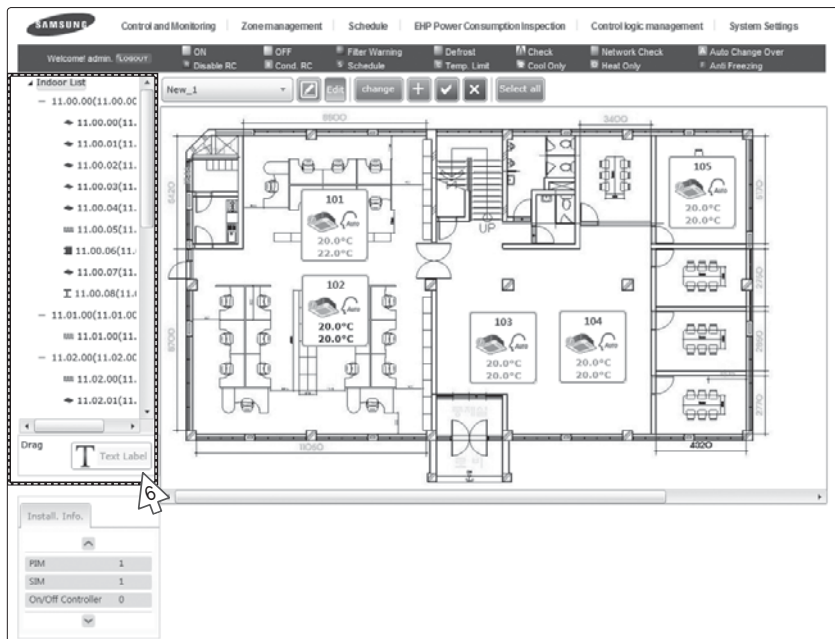 SAMSUNG
Control and Monitoring Zone management Schedule EHP Power Consumption Inspection Control logic management System Settings
Welcome! admin. LOGOUT
ON OFF Filter Warning Defrost Check Network Check Auto Change Over
Disable RC Cond. RC Schedule Temp. Limit Cool Only Heat Only Anti Freezing
Indoor List
11.00.00(11.00.00
11.00.00(11.
11.00.01(11.
11.00.02(11.
11.00.03(11.
11.00.04(11.
11.00.05(11.
11.00.06(11.
11.00.07(11.
11.00.08(11.
11.01.00(11.01.00
11.01.00(11.
11.02.00(11.02.00
11.02.00(11.
11.02.01(11.
Drag
T Text Label
6
New_1 Edit change Select all
3400
101
Auto
20.0°C
22.0°C
102
Auto
20.0°C
20.0°C
UP
103
Auto
20.0°C
20.0°C
104
Auto
20.0°C
20.0°C
105
Auto
20.0°C
20.0°C
2770
4020
Install. Info.
PIM 1
SIM 1
On/Off Controller 0